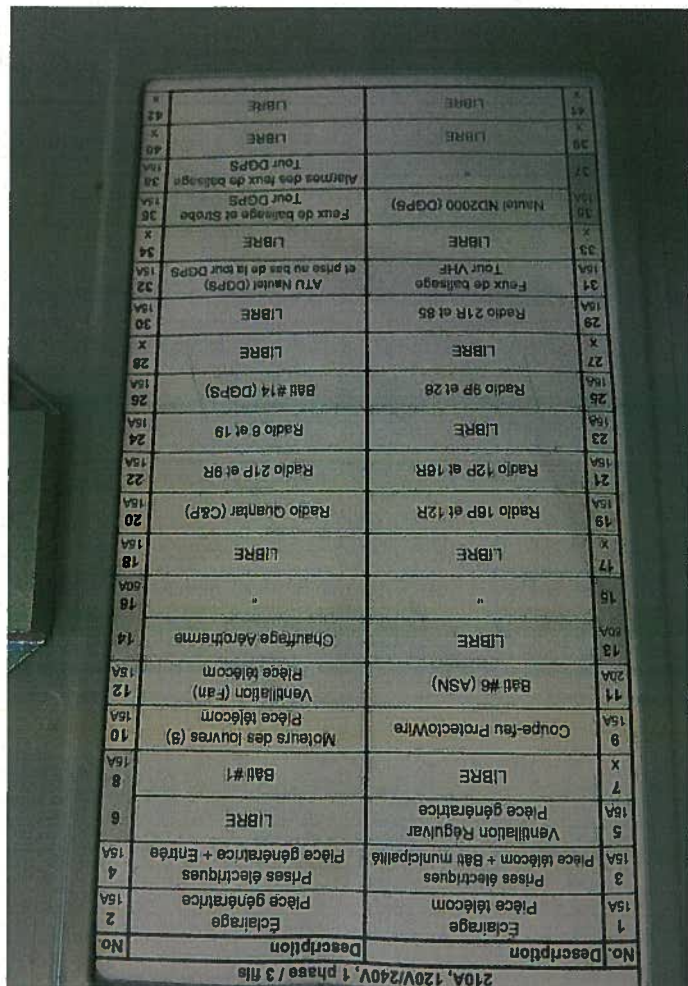 210A, 120V/240V, 1 phase / 3 fils
No. Description Description No.
1 15A Éclairage Pièce télécom Éclairage Pièce génératrice 2 15A
3 15A Prises électriques Pièce télécom + Bâti municipalité Prises électriques Pièce génératrice + Entrée 4 15A
5 15A Ventilation Régulvar Pièce génératrice LIBRE 6
7 x LIBRE Bâti #1 8 15A
9 15A Coupe-feu ProtectoWire Moteurs des louvres Pièce télécom 10 15A
11 20A Bâti #6 (ASN) Ventilation (Fan) Pièce télécom 12 15A
13 60A LIBRE Chauffage Aérotherme 14
15 " " 16 60A
17 x LIBRE LIBRE 18 15A
19 15A Radio 16P et 12R Radio Quantar (C&P) 20 15A
21 15A Radio 12P et 16R Radio 21P et 9R 22 15A
23 15A LIBRE Radio 6 et 19 24 15A
25 15A Radio 9P et 26 Bâti #14 (DGPS) 26 15A
27 x LIBRE LIBRE 28 x
29 15A Radio 21R et 85 LIBRE 30 15A
31 15A Feux de balisage Tour VHF ATU Nautel (DGPS) et prise au bas de la tour DGPS 32 15A
33 x LIBRE LIBRE 34 x
35 15A Nautel ND2000 (DGPS) Feux de balisage et Strobe Tour DGPS 36 15A
37 " Alarmes des feux de balisage Tour DGPS 38 15A
39 x LIBRE LIBRE 40 x
41 x LIBRE LIBRE 42 x